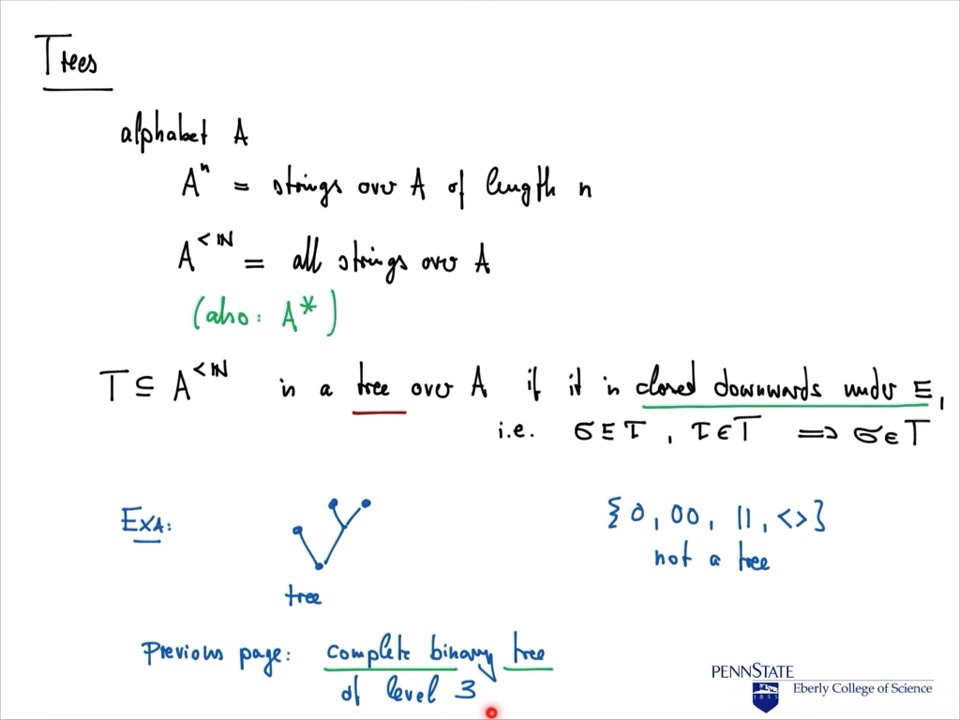 Trees
alphabet A
Aⁿ = strings over A of length n
A^{<ℕ} = all strings over A
(also: A*)
T ⊆ A^{<ℕ} is a tree over A if it is closed downwards under ⊑,
i.e. σ ⊑ τ, τ ∈ T ⟹ σ ∈ T
EXA:
{0, 00, 11, <>}
not a tree
tree
Previous page: complete binary tree
of level 3
PENNSTATE
1855
Eberly College of Science